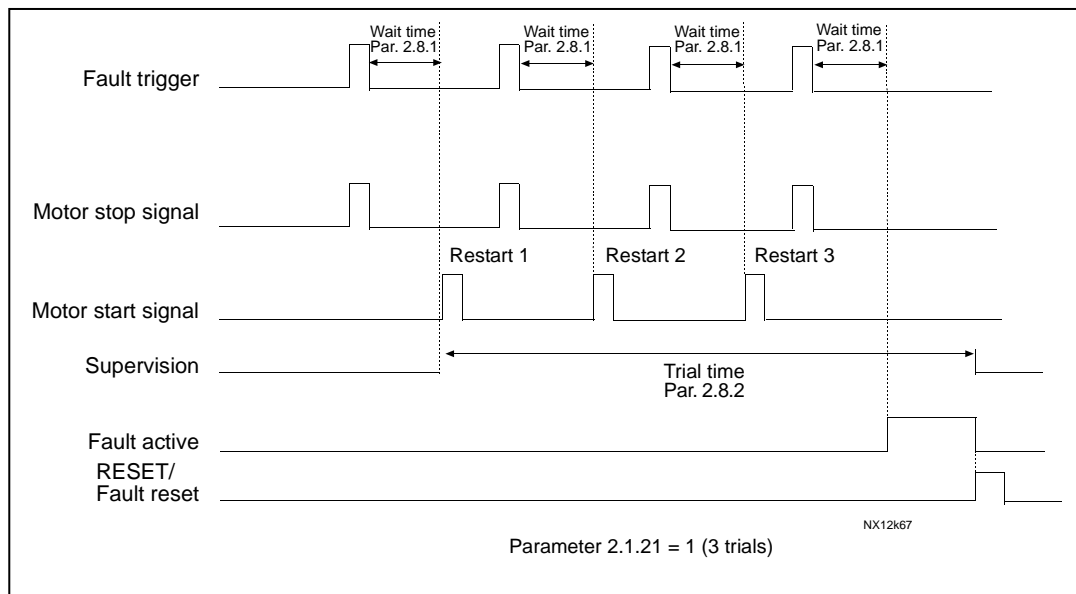 Wait time
Par. 2.8.1
Wait time
Par. 2.8.1
Wait time
Par. 2.8.1
Wait time
Par. 2.8.1
Fault trigger
Motor stop signal
Restart 1
Restart 2
Restart 3
Motor start signal
Supervision
Trial time
Par. 2.8.2
Fault active
RESET/
Fault reset
NX12k67
Parameter 2.1.21 = 1 (3 trials)